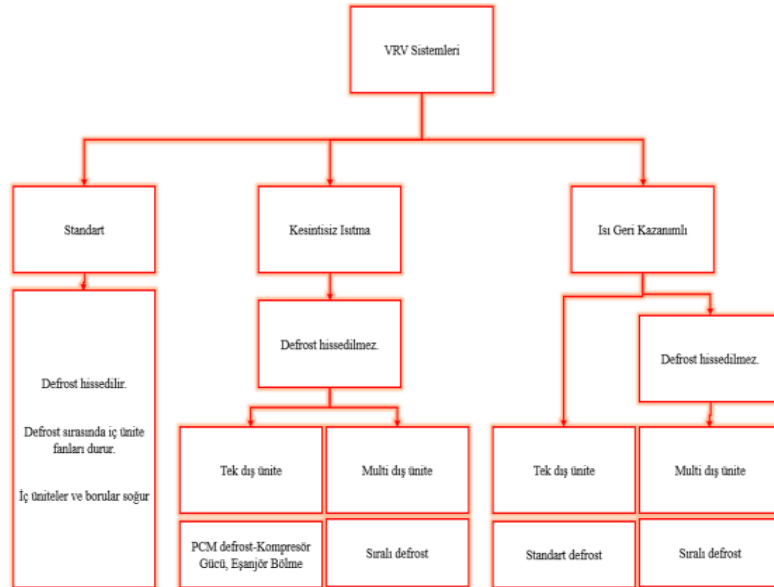 VRV Sistemleri
Standart
Kesintisiz Isıtma
Isı Geri Kazanımlı
Defrost hissedilir.
Defrost sırasında iç ünite
fanları durur.
İç üniteler ve borular soğur
Defrost hissedilmez.
Defrost hissedilmez.
Tek dış ünite
Multi dış ünite
Tek dış ünite
Multi dış ünite
PCM defrost-Kompresör
Gücü, Eşanjör Bölme
Sıralı defrost
Standart defrost
Sıralı defrost